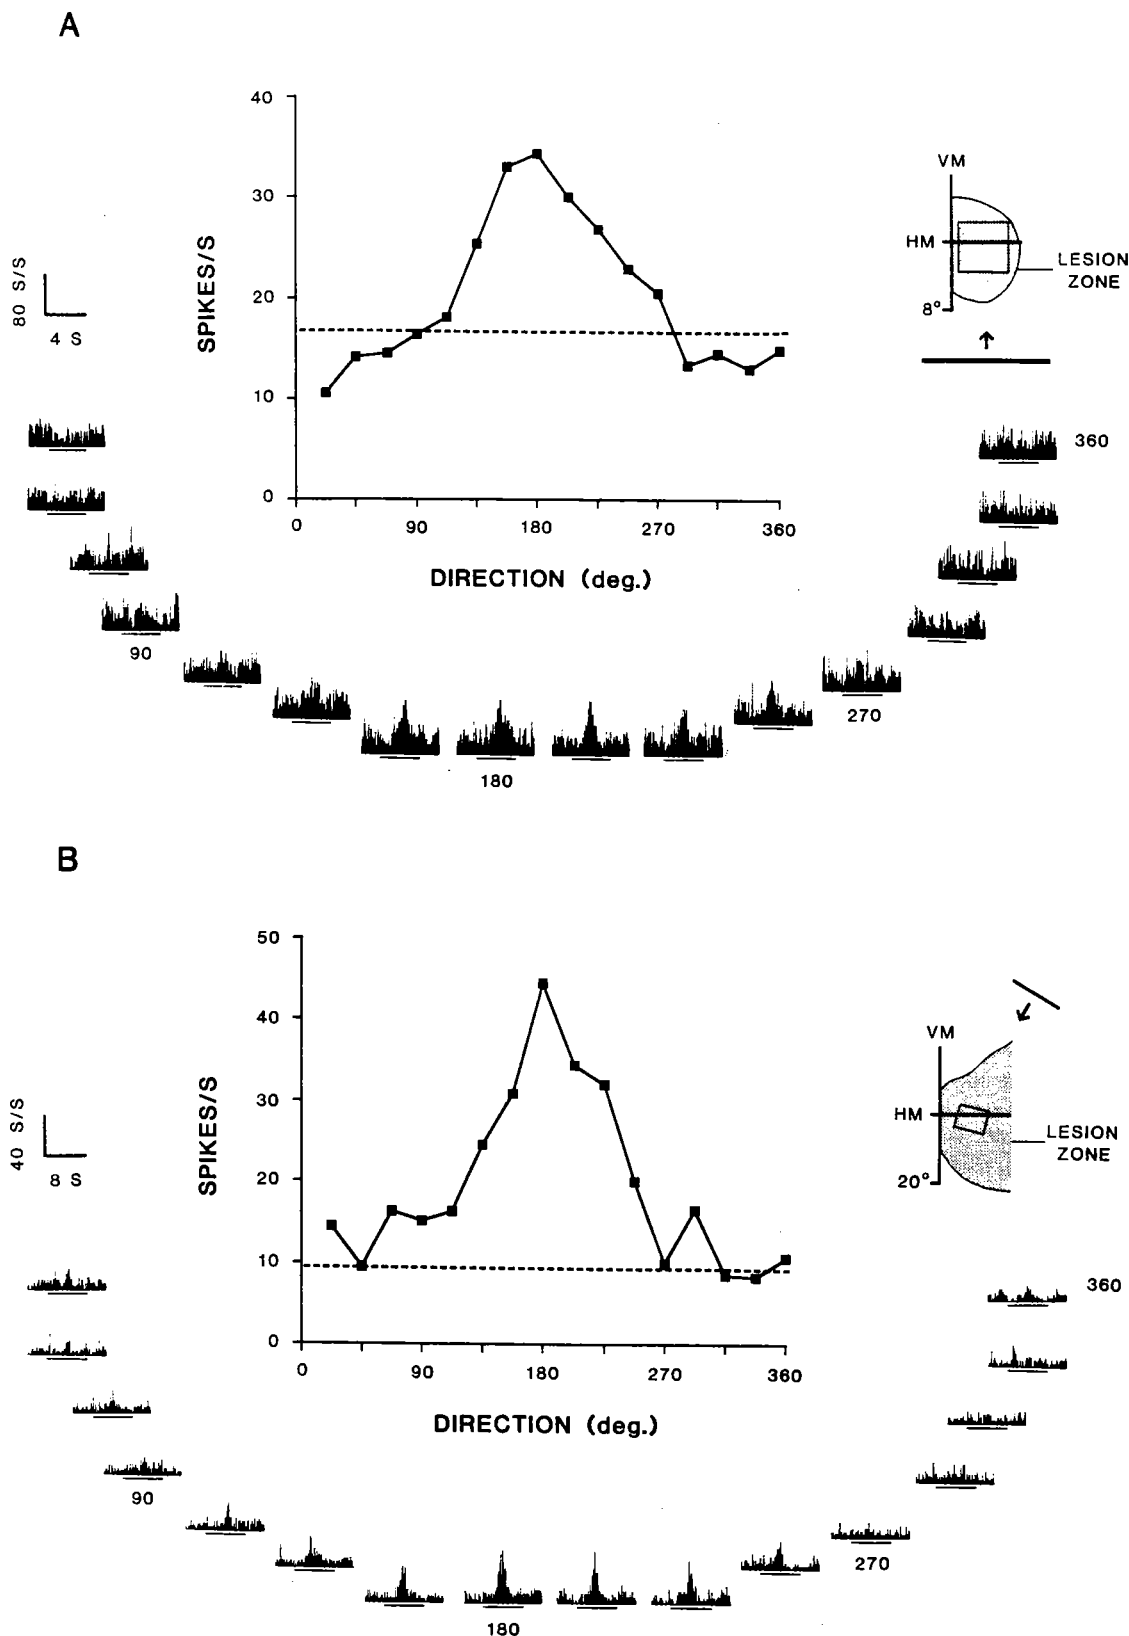 A
40
30
20
10
0
SPIKES/S
0 90 180 270 360
DIRECTION (deg.)
80 S/S
4 S
VM
HM
LESION
ZONE
8°
360
90
270
180
B
50
40
30
20
10
0
SPIKES/S
0 90 180 270 360
DIRECTION (deg.)
40 S/S
8 S
VM
HM
LESION
ZONE
20°
360
90
270
180